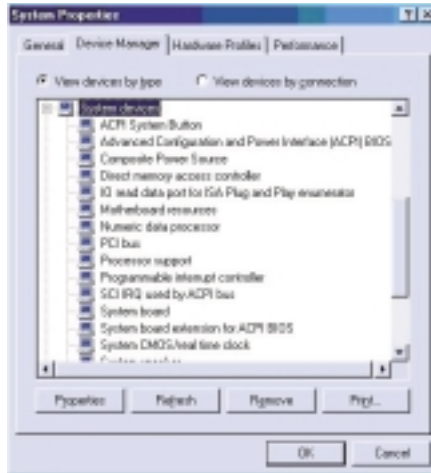 System Properties
General Device Manager Hardware Profiles Performance
View devices by type View devices by connection
System devices
ACPI System Button
Advanced Configuration and Power Interface (ACPI) BIOS
Composite Power Source
Direct memory access controller
IO read data port for ISA Plug and Play enumerator
Motherboard resources
Numeric data processor
PCI bus
Processor support
Programmable interrupt controller
SCI IRQ used by ACPI bus
System board
System board extension for ACPI BIOS
System CMOS/real time clock
System speaker
Properties Refresh Remove Print...
OK Cancel